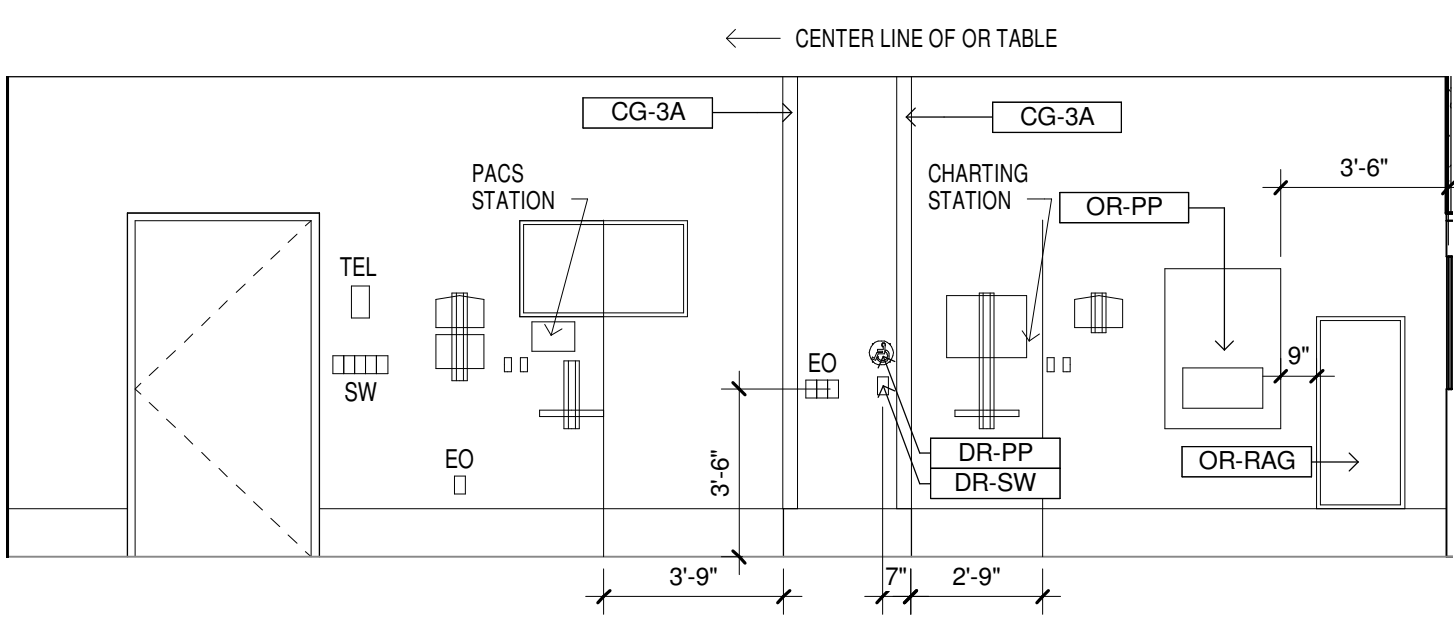 CENTER LINE OF OR TABLE
CG-3A
CG-3A
PACS
STATION
CHARTING
STATION
3'-6"
OR-PP
TEL
SW
EO
EO
9"
3'-6"
DR-PP
DR-SW
OR-RAG
3'-9"
7"
2'-9"